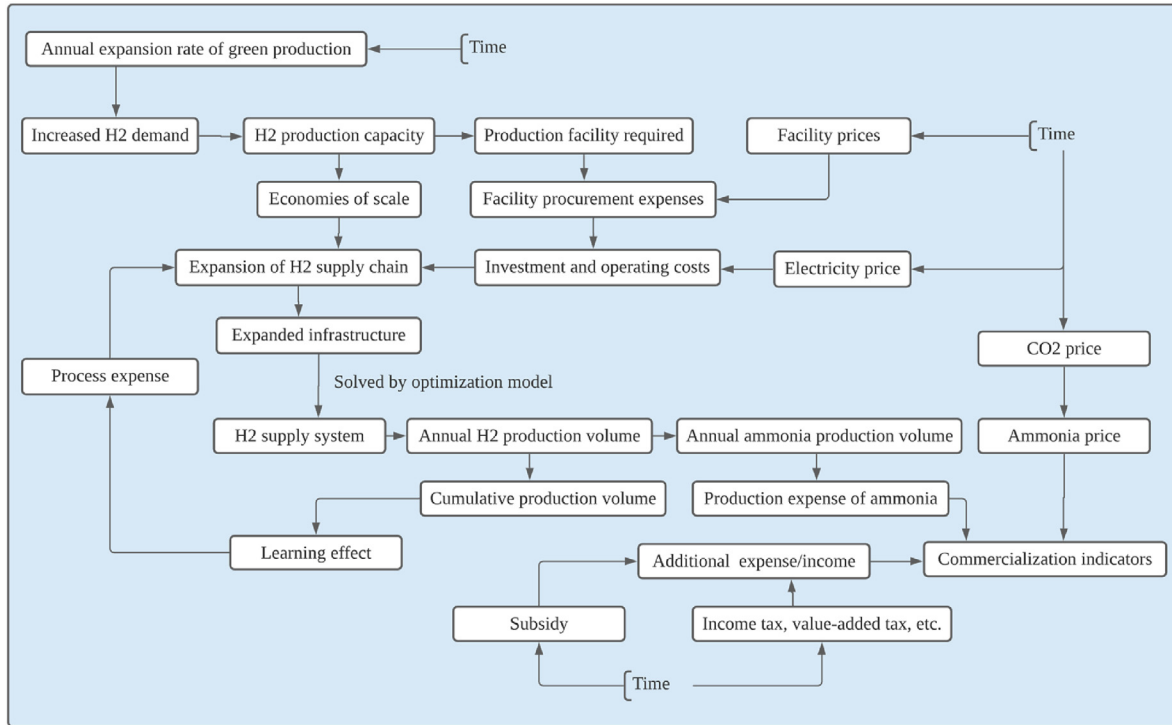 Annual expansion rate of green production
Time
Increased H2 demand
H2 production capacity
Production facility required
Facility prices
Time
Economies of scale
Facility procurement expenses
Expansion of H2 supply chain
Investment and operating costs
Electricity price
Expanded infrastructure
CO2 price
Process expense
Solved by optimization model
H2 supply system
Annual H2 production volume
Annual ammonia production volume
Ammonia price
Cumulative production volume
Production expense of ammonia
Learning effect
Additional expense/income
Commercialization indicators
Subsidy
Income tax, value-added tax, etc.
Time